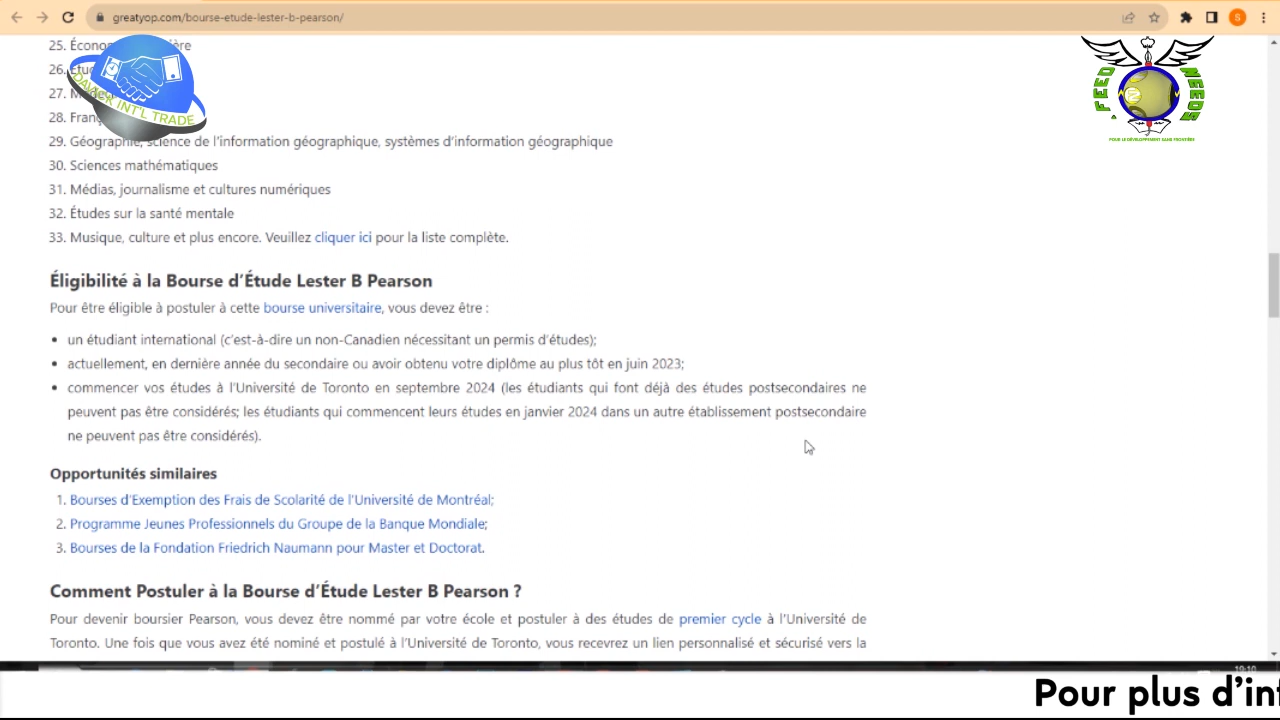 greatyop.com/bourse-etude-lester-b-pearson/
S
25.
26.
27.
28.
29. Géographie, science de l'information géographique, systèmes d'information géographique
30. Sciences mathématiques
31. Médias, journalisme et cultures numériques
32. Études sur la santé mentale
33. Musique, culture et plus encore. Veuillez cliquer ici pour la liste complète.
INT'L TRADE
FEED NEEDS
POUR LE DÉVELOPPEMENT SANS FRONTIÈRE
Éligibilité à la Bourse d'Étude Lester B Pearson
Pour être éligible à postuler à cette bourse universitaire, vous devez être :
• un étudiant international (c'est-à-dire un non-Canadien nécessitant un permis d'études);
• actuellement, en dernière année du secondaire ou avoir obtenu votre diplôme au plus tôt en juin 2023;
• commencer vos études à l'Université de Toronto en septembre 2024 (les étudiants qui font déjà des études postsecondaires ne
peuvent pas être considérés; les étudiants qui commencent leurs études en janvier 2024 dans un autre établissement postsecondaire
ne peuvent pas être considérés).
Opportunités similaires
1. Bourses d'Exemption des Frais de Scolarité de l'Université de Montréal;
2. Programme Jeunes Professionnels du Groupe de la Banque Mondiale;
3. Bourses de la Fondation Friedrich Naumann pour Master et Doctorat.
Comment Postuler à la Bourse d'Étude Lester B Pearson ?
Pour devenir boursier Pearson, vous devez être nommé par votre école et postuler à des études de premier cycle à l'Université de
Toronto. Une fois que vous avez été nominé et postulé à l'Université de Toronto, vous recevrez un lien personnalisé et sécurisé vers la
Pour plus d'inf